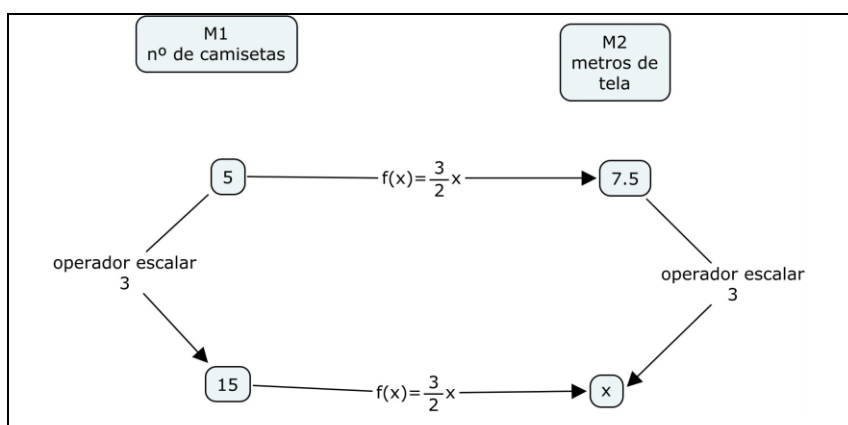 M1
nº de camisetas
M2
metros de
tela
5
f(x)=3/2x
7.5
operador escalar
3
operador escalar
3
15
f(x)=3/2x
x